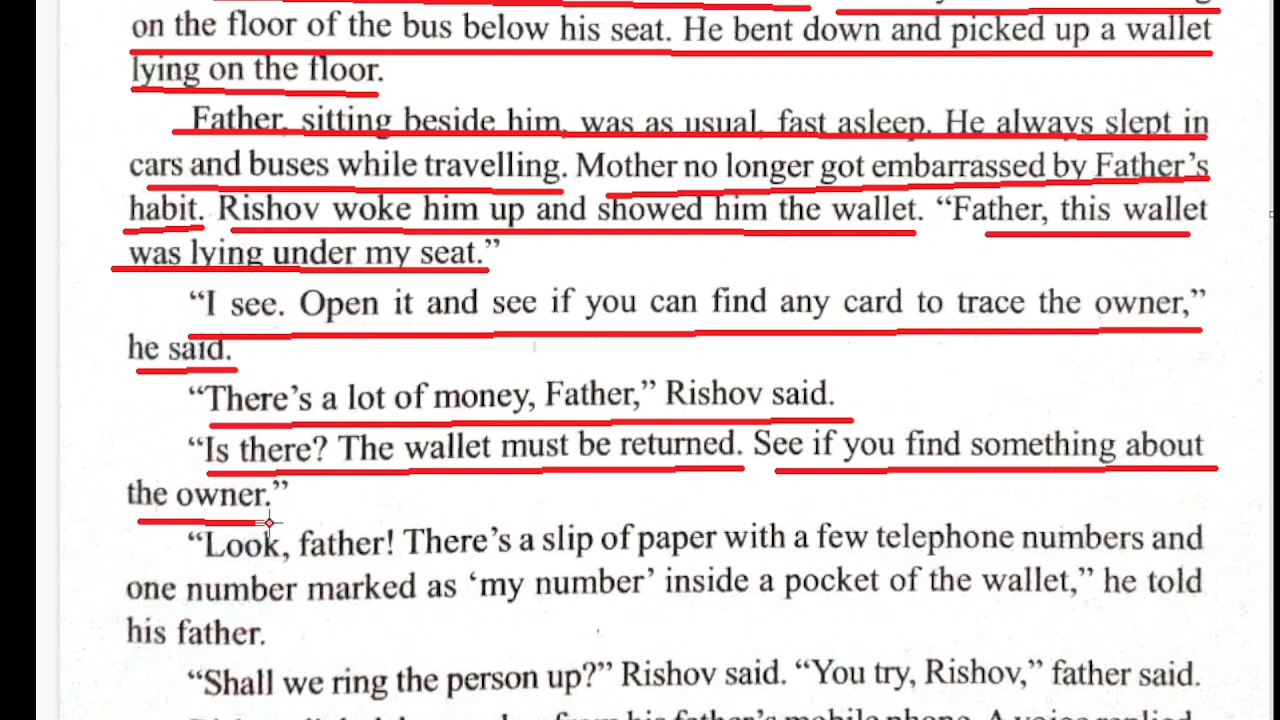 on the floor of the bus below his seat. He bent down and picked up a wallet
lying on the floor.
Father, sitting beside him, was as usual, fast asleep. He always slept in
cars and buses while travelling. Mother no longer got embarrassed by Father’s
habit. Rishov woke him up and showed him the wallet. “Father, this wallet
was lying under my seat.”
“I see. Open it and see if you can find any card to trace the owner,”
he said.
“There’s a lot of money, Father,” Rishov said.
“Is there? The wallet must be returned. See if you find something about
the owner.”
“Look, father! There’s a slip of paper with a few telephone numbers and
one number marked as ‘my number’ inside a pocket of the wallet,” he told
his father.
“Shall we ring the person up?” Rishov said. “You try, Rishov,” father said.